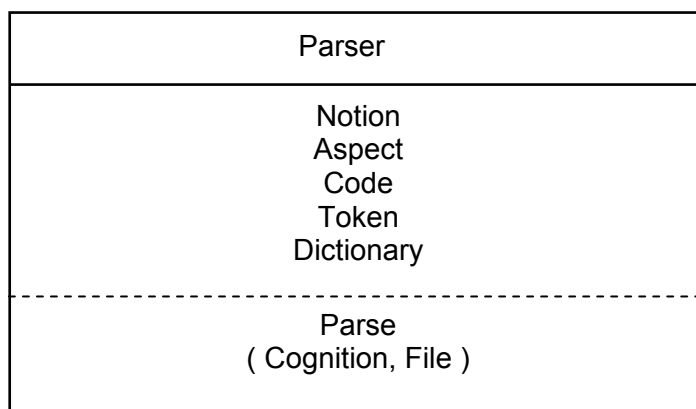 Parser
Notion
Aspect
Code
Token
Dictionary
Parse
( Cognition, File )